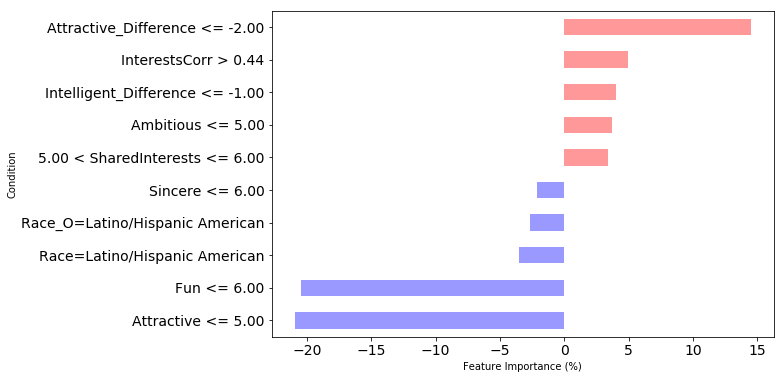 Attractive_Difference <= -2.00
InterestsCorr > 0.44
Intelligent_Difference <= -1.00
Ambitious <= 5.00
5.00 < SharedInterests <= 6.00
Sincere <= 6.00
Race_O=Latino/Hispanic American
Race=Latino/Hispanic American
Fun <= 6.00
Attractive <= 5.00
Condition
−20 −15 −10 −5 0 5 10 15
Feature Importance (%)